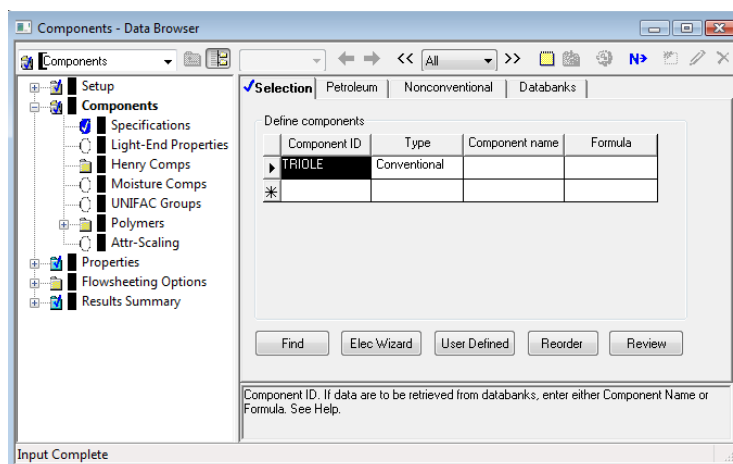 Components - Data Browser
Components << All >> N>
Setup
Components
Specifications
Light-End Properties
Henry Comps
Moisture Comps
UNIFAC Groups
Polymers
Attr-Scaling
Properties
Flowsheeting Options
Results Summary
Selection Petroleum Nonconventional Databanks
Define components
Component ID Type Component name Formula
TRIOLE Conventional
Find Elec Wizard User Defined Reorder Review
Component ID. If data are to be retrieved from databanks, enter either Component Name or
Formula. See Help.
Input Complete